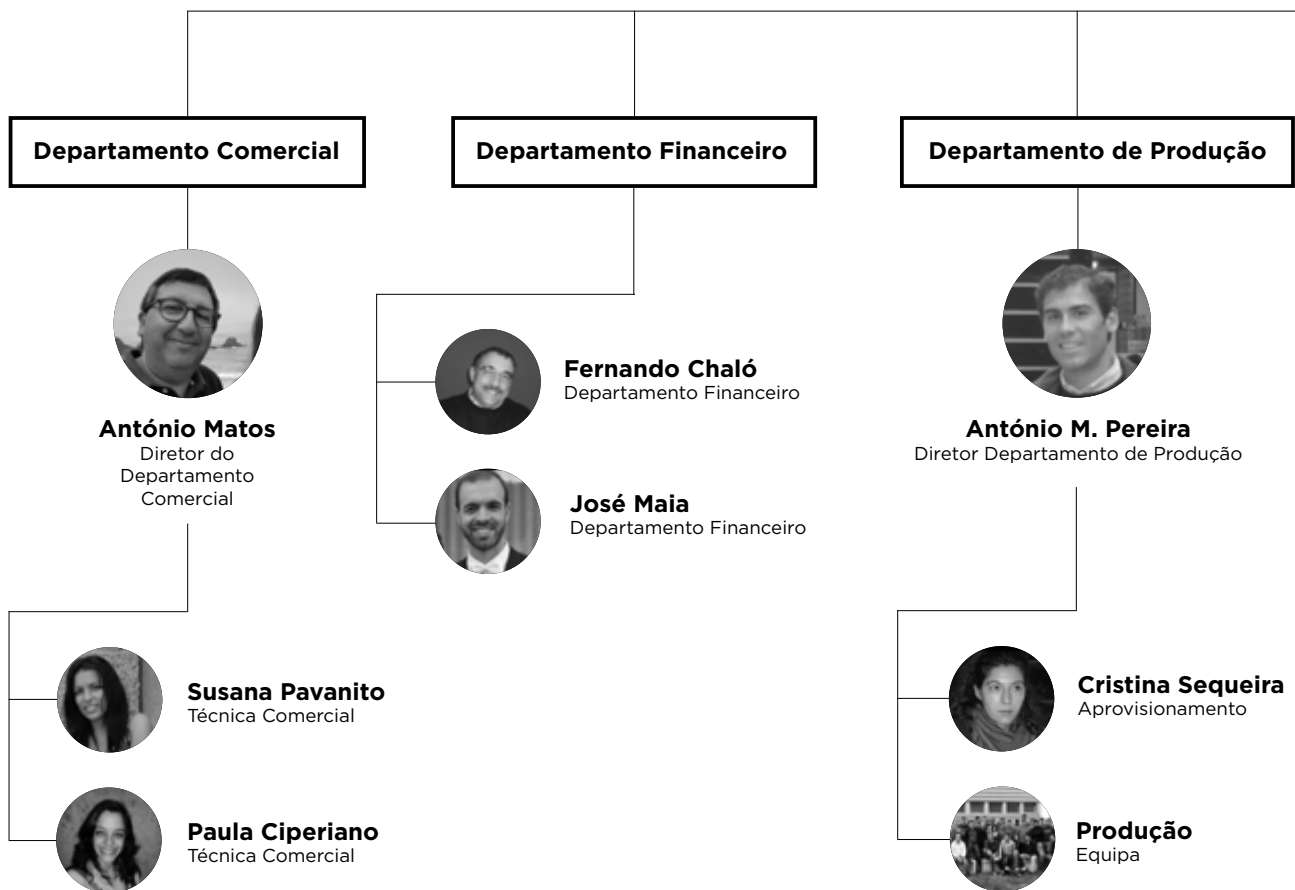 Departamento Comercial
Departamento Financeiro
Departamento de Produção
António Matos
Diretor do
Departamento
Comercial
Fernando Chaló
Departamento Financeiro
José Maia
Departamento Financeiro
António M. Pereira
Diretor Departamento de Produção
Susana Pavanito
Técnica Comercial
Paula Ciperiano
Técnica Comercial
Cristina Sequeira
Aprovisionamento
Produção
Equipa